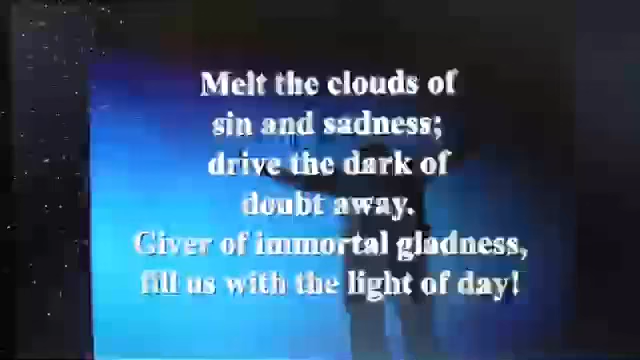 Melt the clouds of
sin and sadness;
drive the dark of
doubt away.
Giver of immortal gladness,
fill us with the light of day!